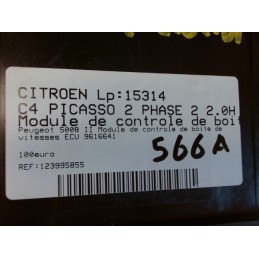 CITROEN Lp:15314
C4 PICASSO 2 PHASE 2 2.0H
Module de controle de boit
Peugeot 5008 II Module de controle de boite de
vitesses ECU 9616641
566A
100euro
REF:123995855